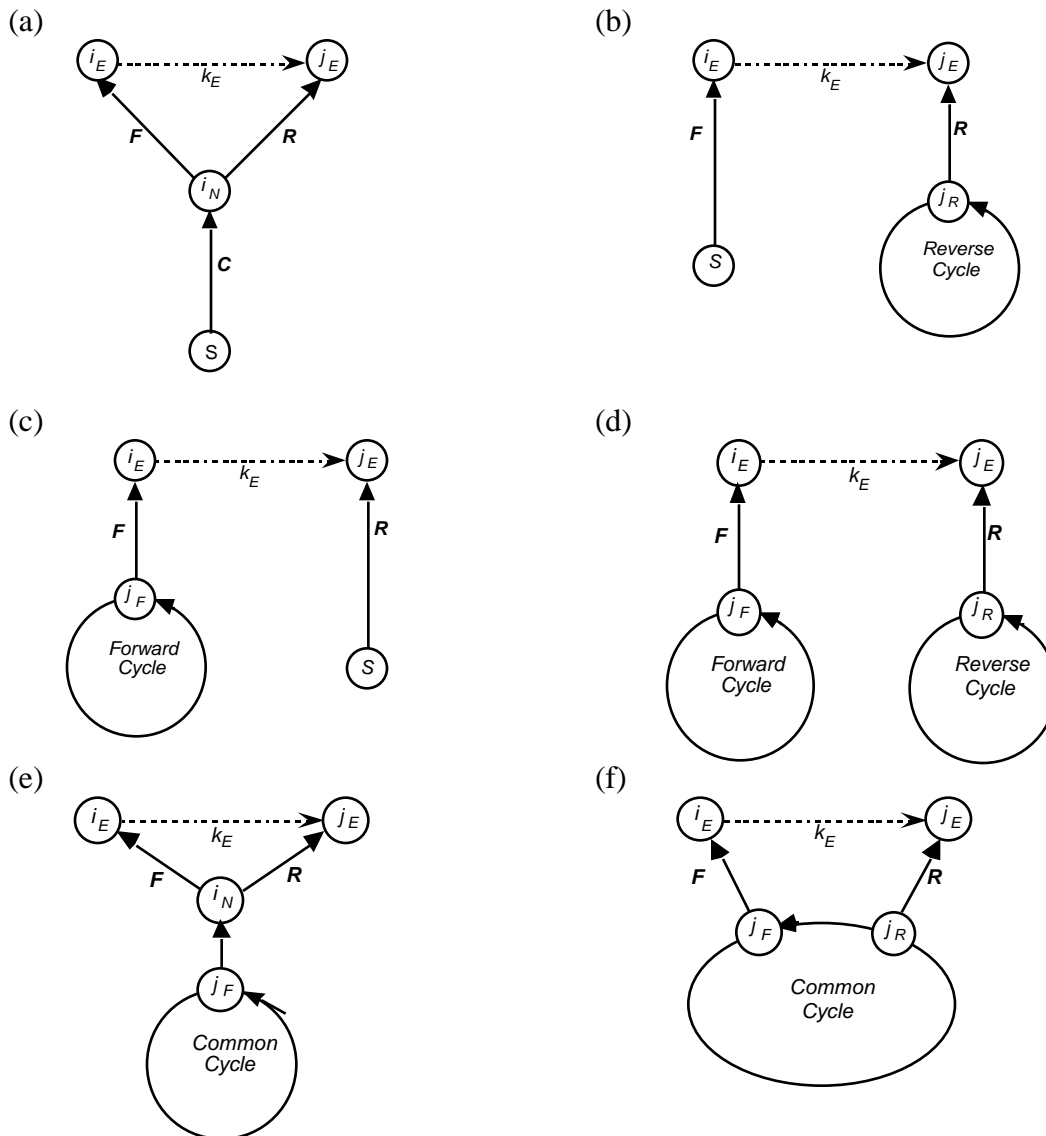 (a)
i_E
j_E
k_E
F
R
i_N
C
S
(b)
i_E
j_E
k_E
F
R
S
j_R
Reverse
Cycle
(c)
i_E
j_E
k_E
F
R
j_F
Forward
Cycle
S
(d)
i_E
j_E
k_E
F
R
j_F
j_R
Forward
Cycle
Reverse
Cycle
(e)
i_E
j_E
k_E
F
R
i_N
j_F
Common
Cycle
(f)
i_E
j_E
k_E
F
R
j_F
j_R
Common
Cycle